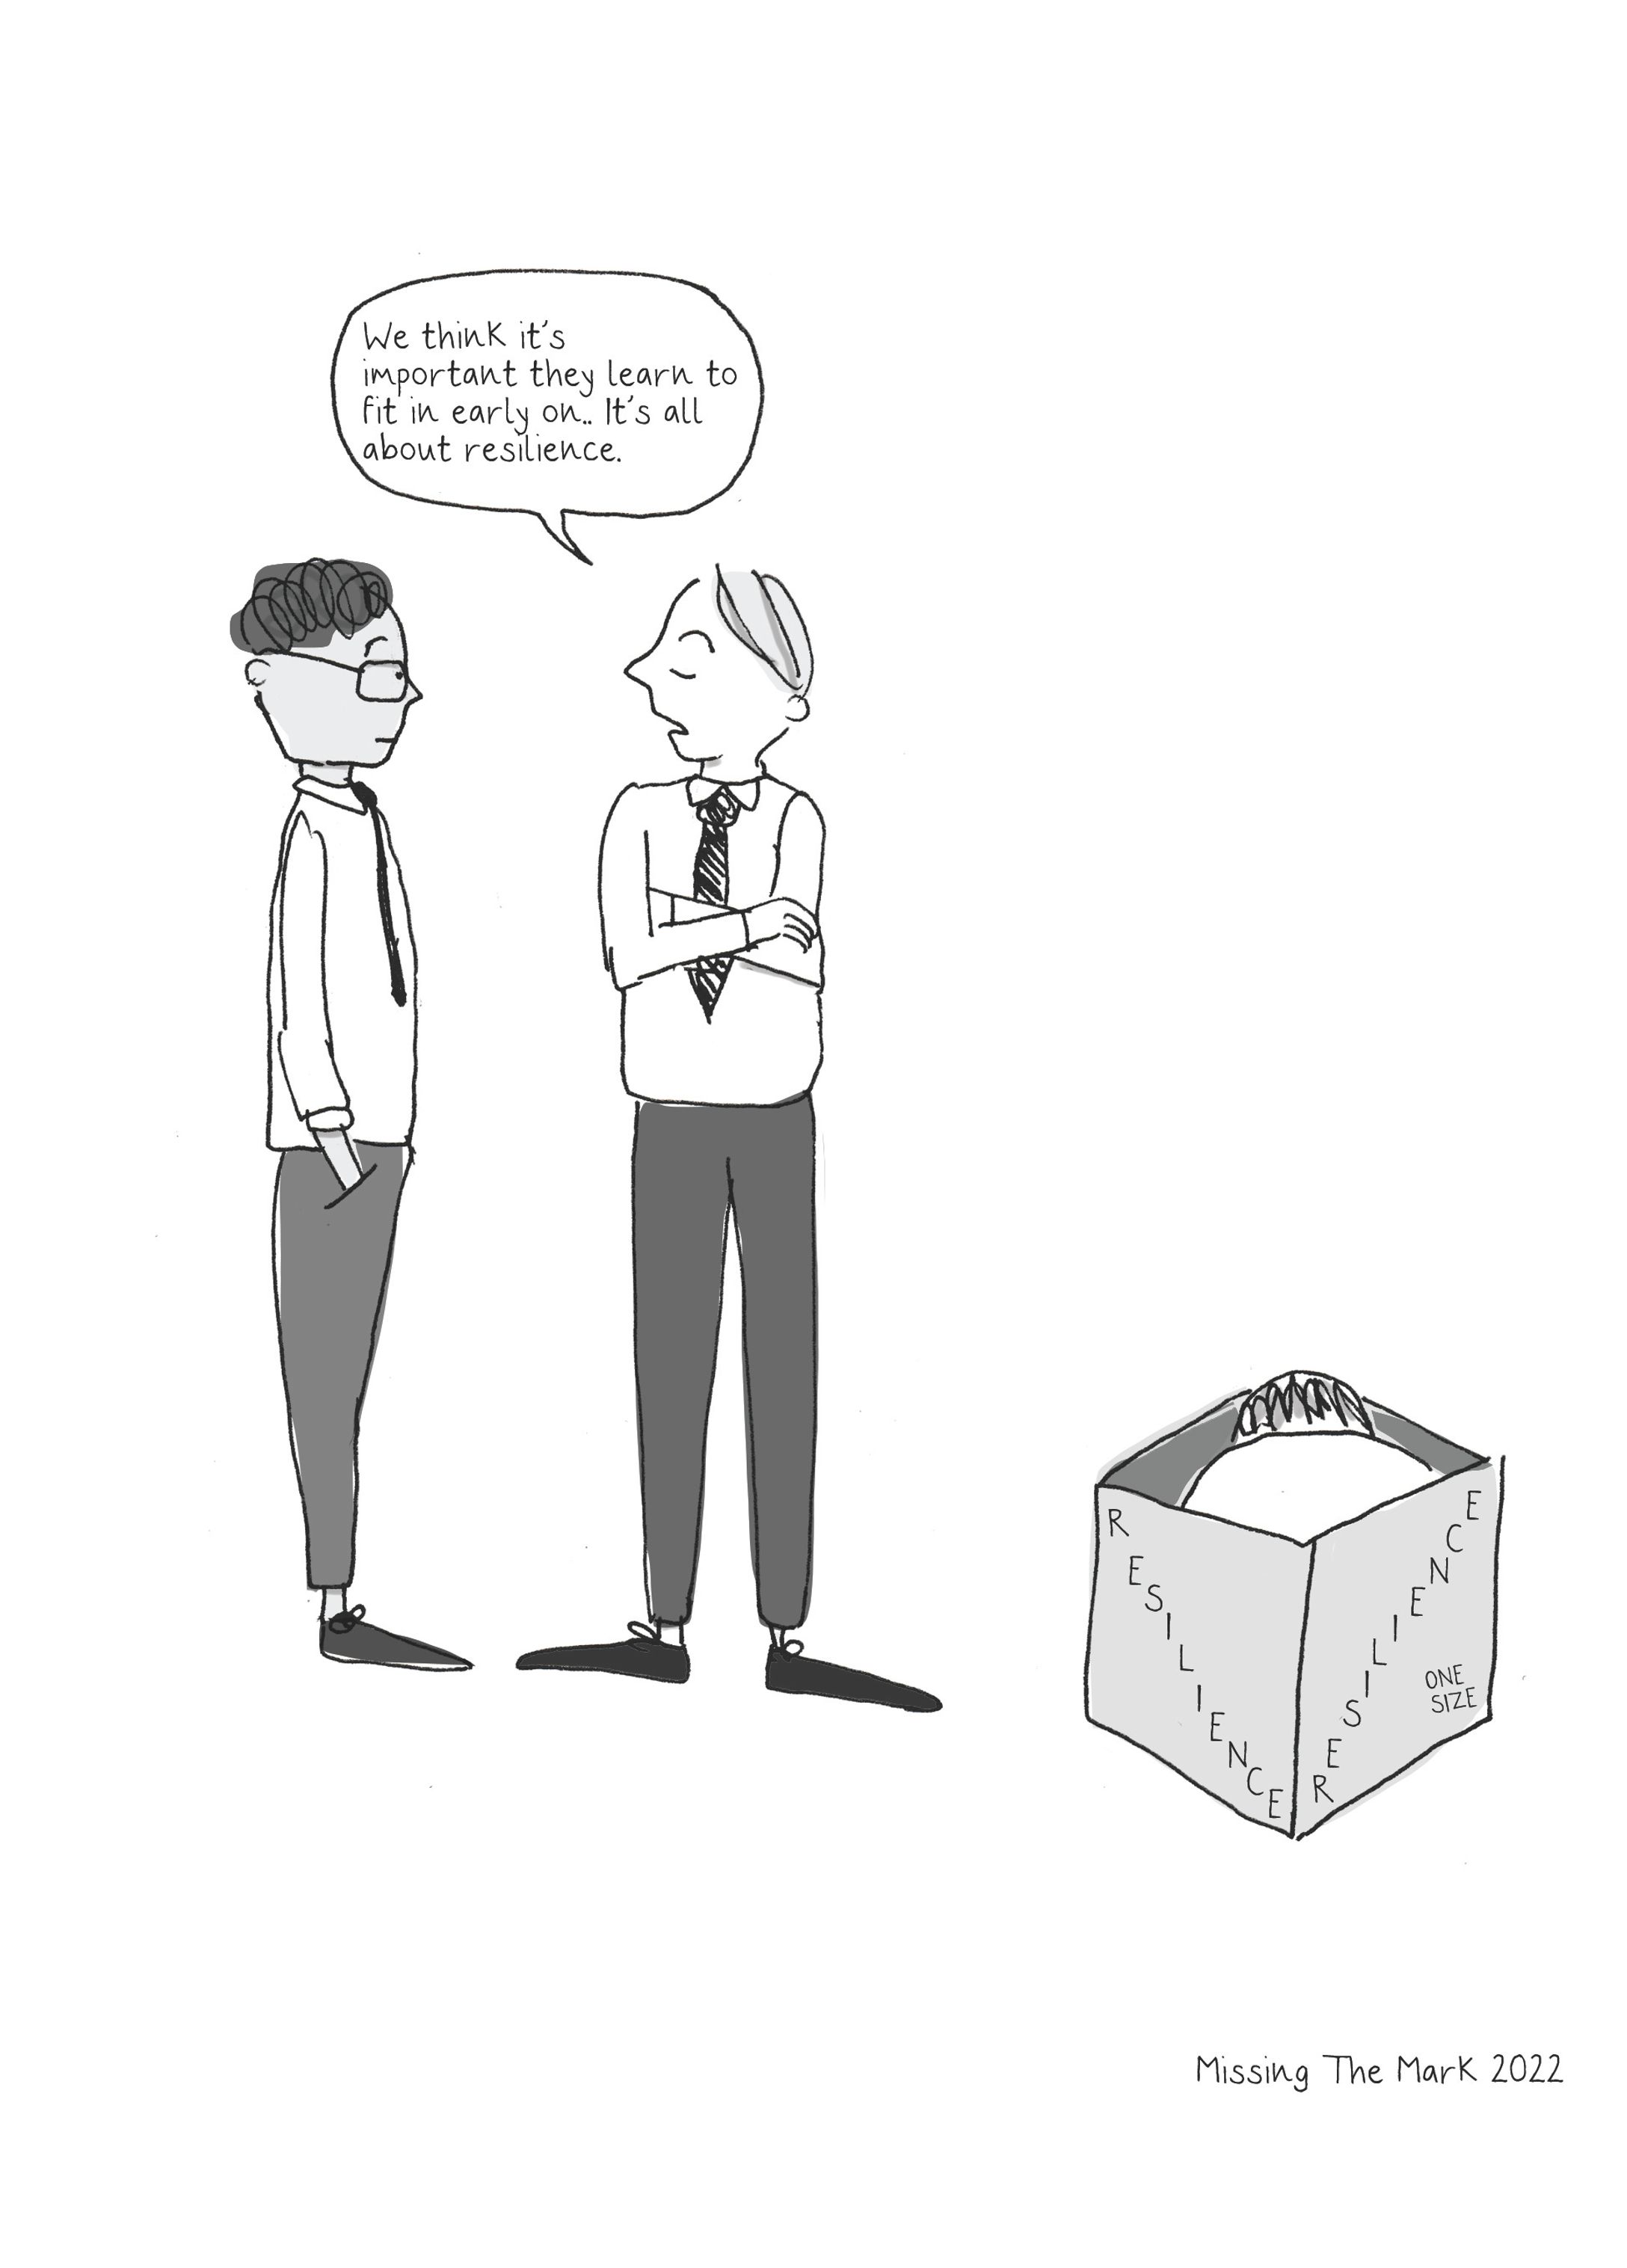 We think it's
important they learn to
fit in early on.. It's all
about resilience.
RESILIENCE
RESILIENCE
ONE
SIZE
Missing The Mark 2022